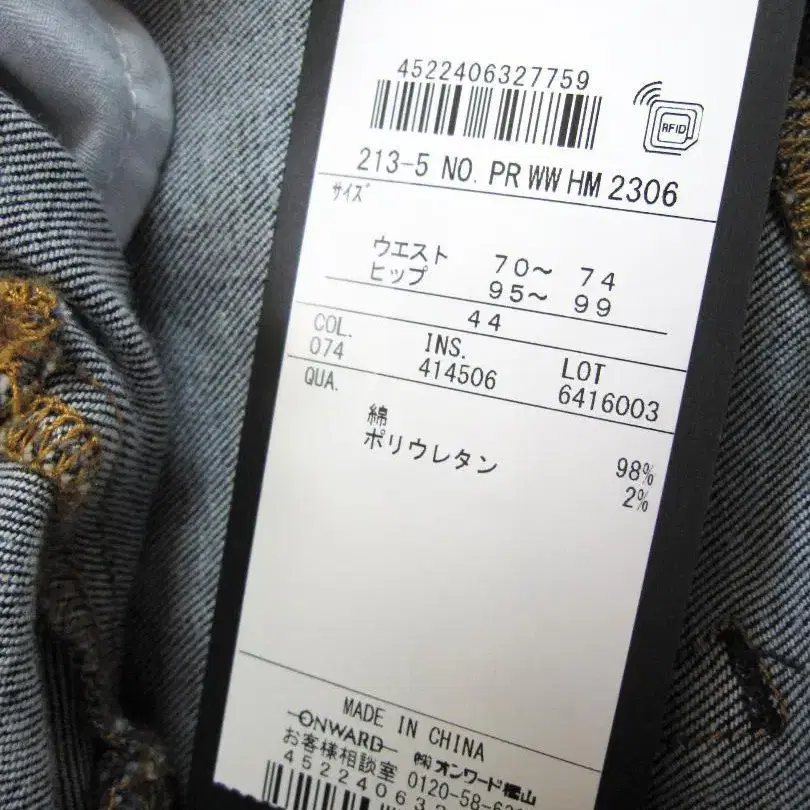 4522406327759
RFID
213-5 NO. PR WW HM 2306
サイズ
ウエスト 70～ 74
ヒップ 95～ 99
44
COL. INS. LOT
074 414506 6416003
QUA.
綿 98%
ポリウレタン 2%
MADE IN CHINA
ONWARD ㈱オンワード樫山
お客様相談室 0120-58-6
452240632